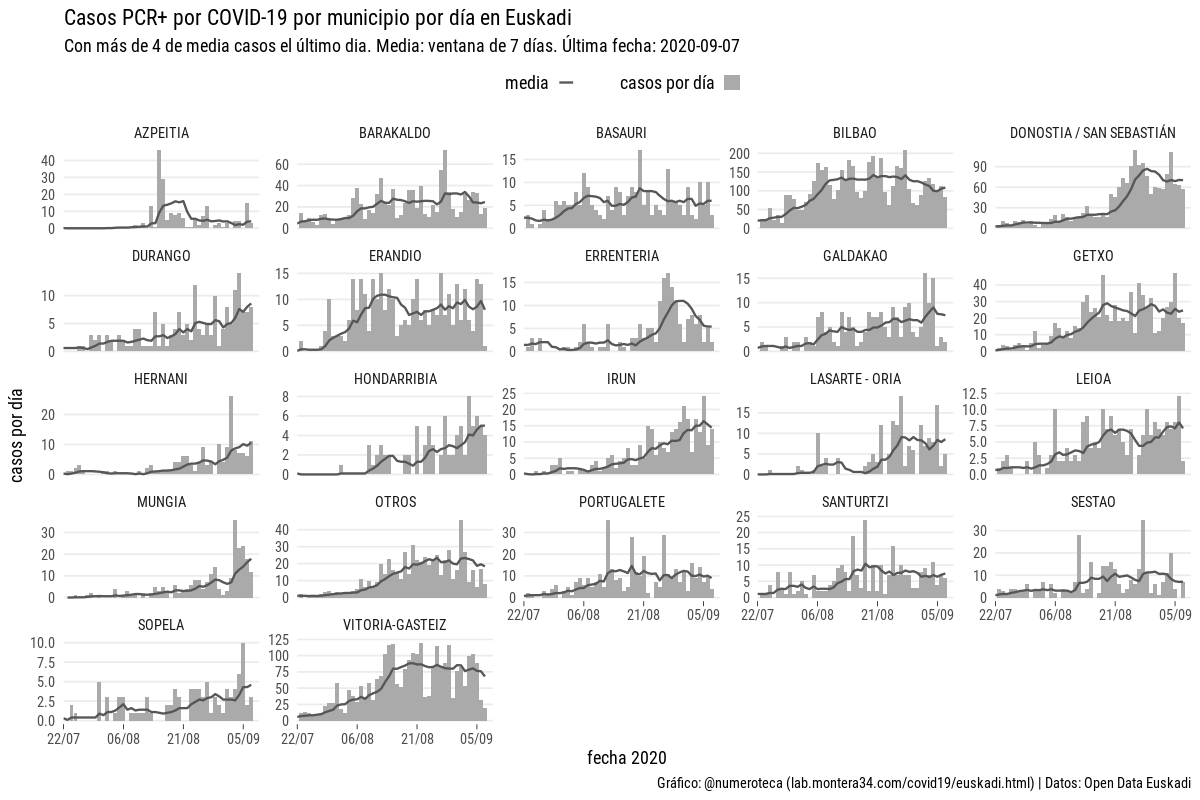 Casos PCR+ por COVID-19 por municipio por día en Euskadi
Con más de 4 de media casos el último dia. Media: ventana de 7 días. Última fecha: 2020-09-07
media casos por día
AZPEITIA BARAKALDO BASAURI BILBAO DONOSTIA / SAN SEBASTIÁN
40 30 20 10 0
60 40 20 0
15 10 5 0
200 150 100 50 0
90 60 30 0
DURANGO ERANDIO ERRENTERIA GALDAKAO GETXO
10 5 0
15 10 5 0
15 10 5 0
15 10 5 0
40 30 20 10 0
HERNANI HONDARRIBIA IRUN LASARTE - ORIA LEIOA
20 10 0
8 6 4 2 0
25 20 15 10 5 0
15 10 5 0
12.5 10.0 7.5 5.0 2.5 0.0
MUNGIA OTROS PORTUGALETE SANTURTZI SESTAO
30 20 10 0
40 30 20 10 0
30 20 10 0
25 20 15 10 5 0
30 20 10 0
22/07 06/08 21/08 05/09
22/07 06/08 21/08 05/09
22/07 06/08 21/08 05/09
SOPELA VITORIA-GASTEIZ
10.0 7.5 5.0 2.5 0.0
125 100 75 50 25 0
22/07 06/08 21/08 05/09
22/07 06/08 21/08 05/09
casos por día
fecha 2020
Gráfico: @numeroteca (lab.montera34.com/covid19/euskadi.html) | Datos: Open Data Euskadi